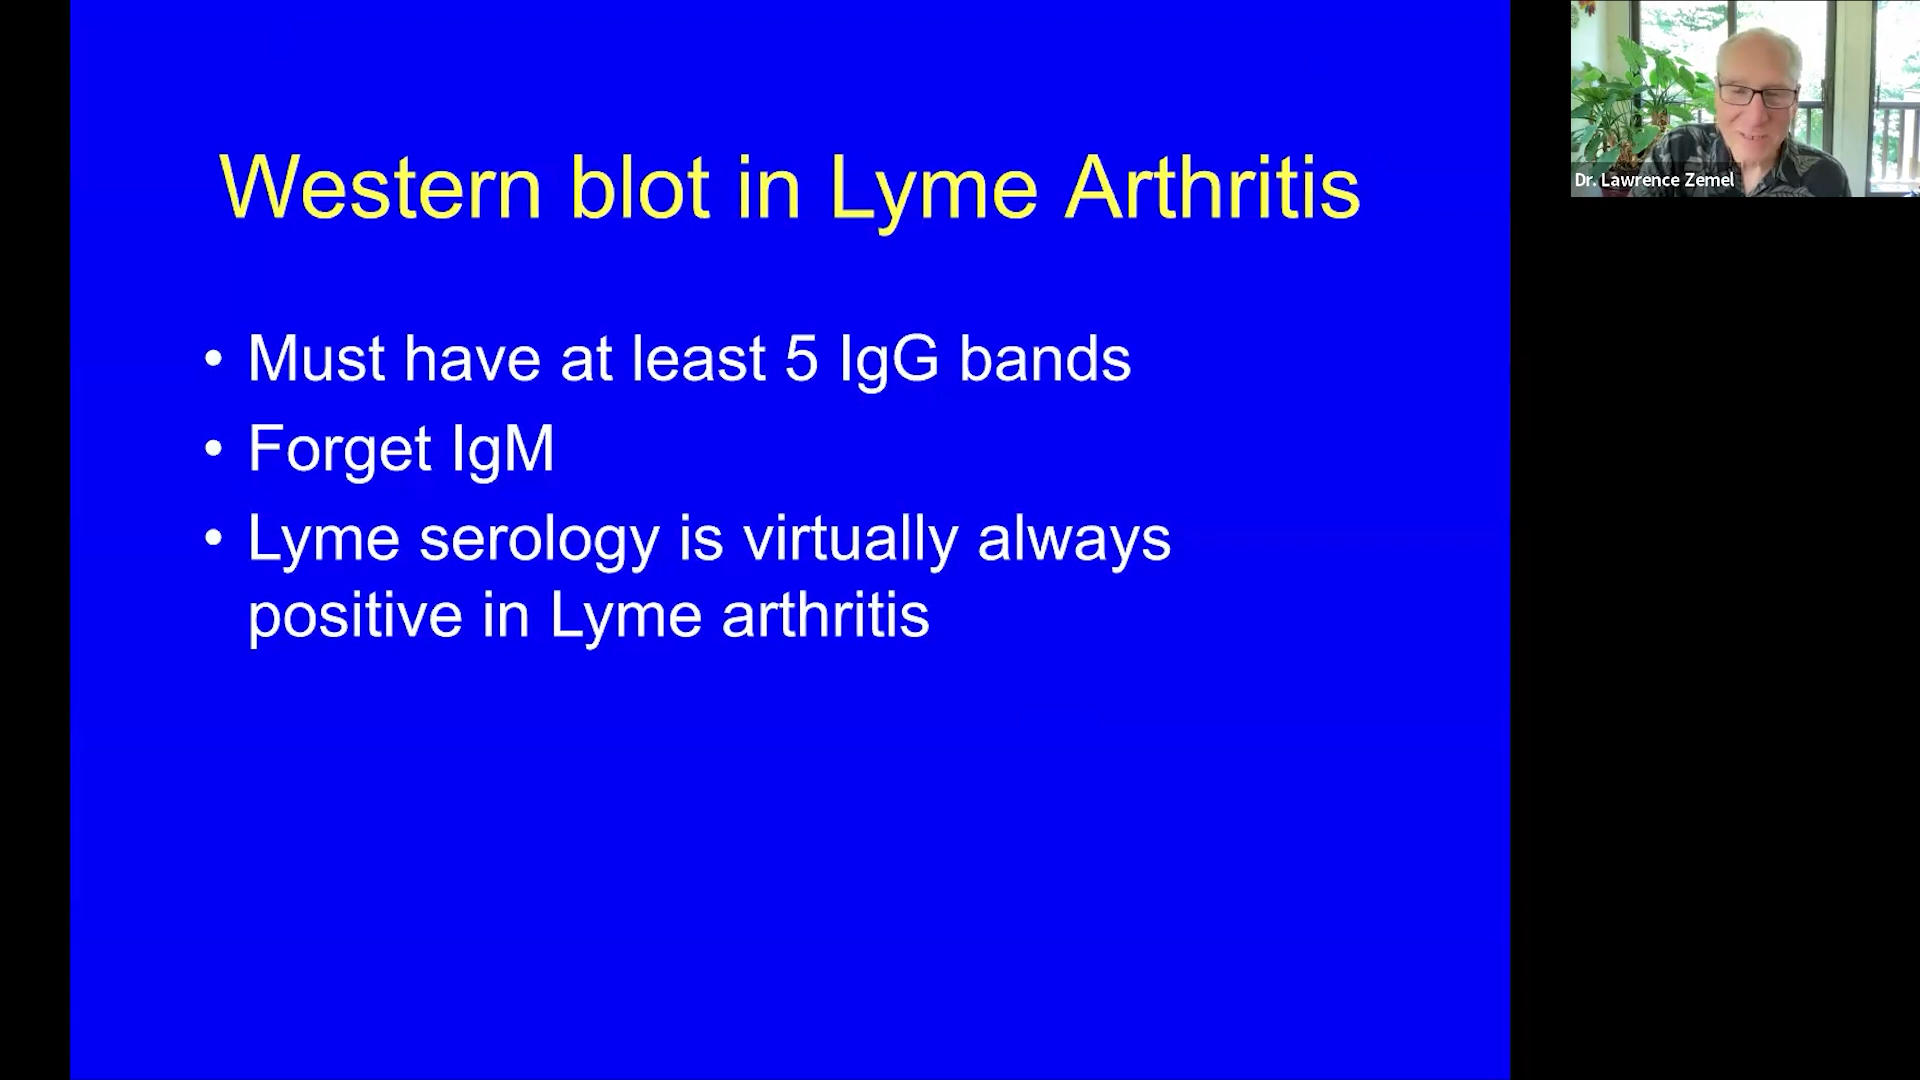 Western blot in Lyme Arthritis
• Must have at least 5 IgG bands
• Forget IgM
• Lyme serology is virtually always
positive in Lyme arthritis
Dr. Lawrence Zemel